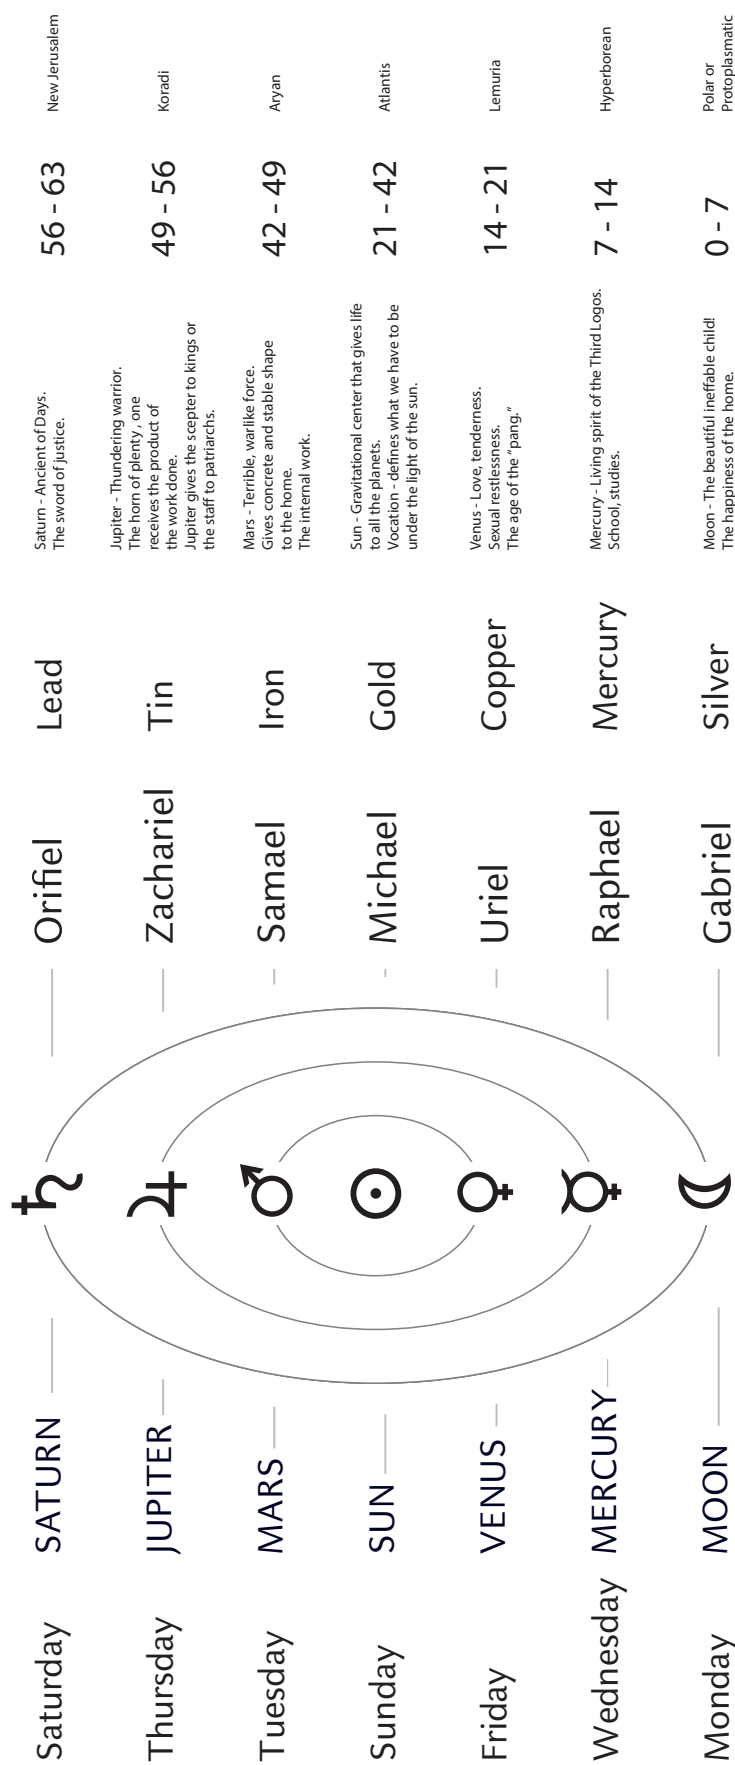 Saturday
SATURN
Orifiel
Lead
Saturn - Ancient of Days.
The sword of justice.
56 - 63
New Jerusalem
Thursday
JUPITER
Zachariel
Tin
Jupiter - Thundering warrior.
The horn of plenty , one
receives the product of
the work done.
Jupiter gives the scepter to kings or
the staff to patriarchs.
49 - 56
Koradi
Tuesday
MARS
Samael
Iron
Mars - Terrible, warlike force.
Gives concrete and stable shape
to the home.
The internal work.
42 - 49
Aryan
Sunday
SUN
Michael
Gold
Sun - Gravitational center that gives life
to all the planets.
Vocation - defines what we have to be
under the light of the sun.
21 - 42
Atlantis
Friday
VENUS
Uriel
Copper
Venus - Love, tenderness.
Sexual restlessness.
The age of the “pang.”
14 - 21
Lemuria
Wednesday
MERCURY
Raphael
Mercury
Mercury - Living spirit of the Third Logos.
School, studies.
7 - 14
Hyperborean
Monday
MOON
Gabriel
Silver
Moon - The beautiful ineffable child!
The happiness of the home.
0 - 7
Polar or
Protoplasmatic